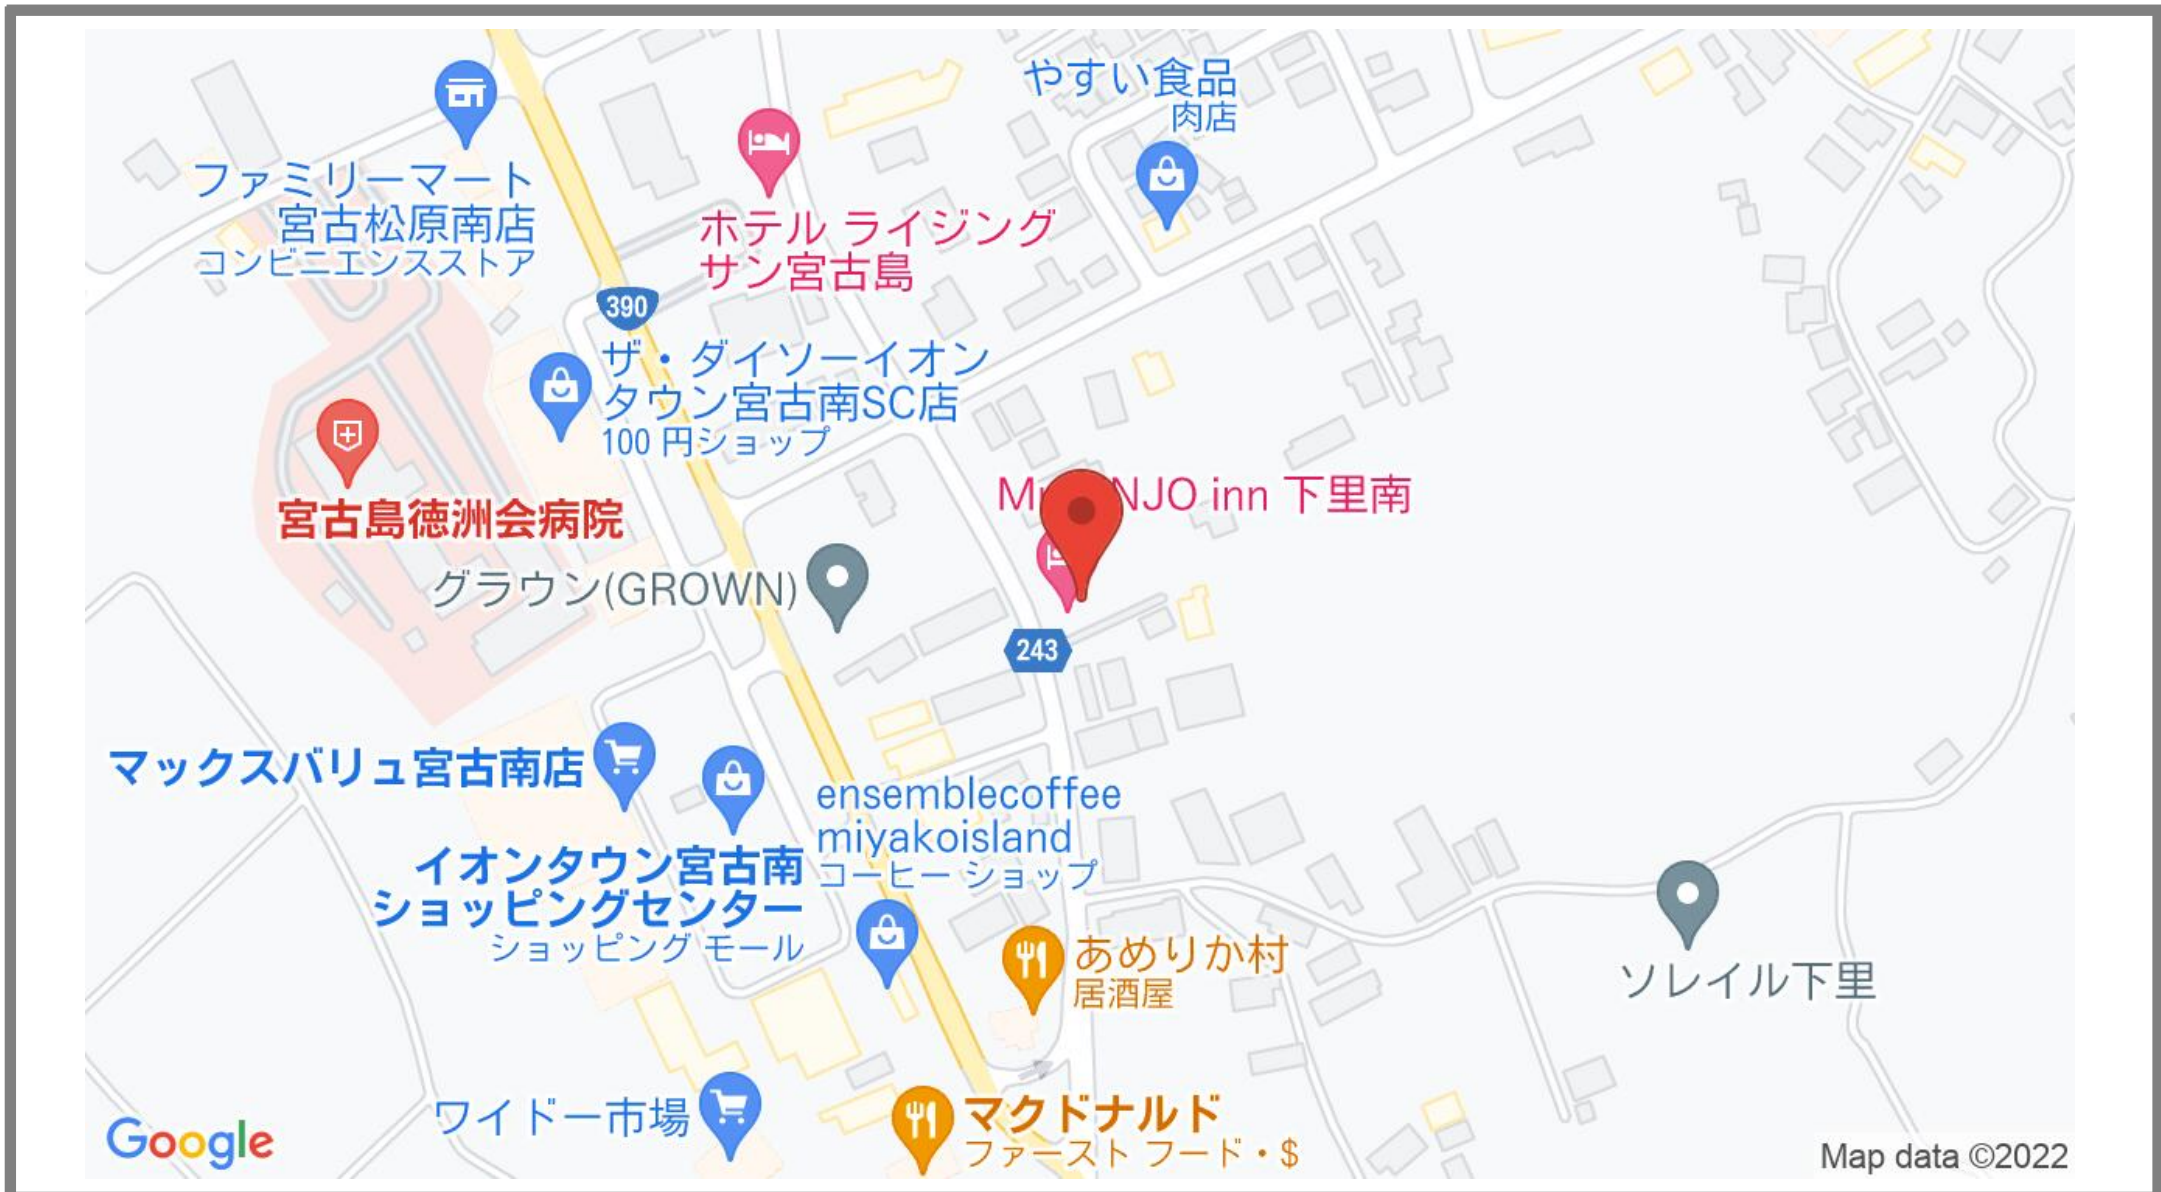 やすい食品
肉店
ファミリーマート
宮古松原南店
コンビニエンスストア
ホテル ライジング
サン宮古島
390
ザ・ダイソーイオン
タウン宮古南SC店
100 円ショップ
宮古島徳洲会病院
inn 下里南
グラウン(GROWN)
243
マックスバリュ宮古南店
ensemblecoffee
miyakoisland
コーヒー ショップ
イオンタウン宮古南
ショッピングセンター
ショッピング モール
あめりか村
居酒屋
ソレイル下里
ワイドー市場
マクドナルド
ファースト フード・$
Google
Map data ©2022